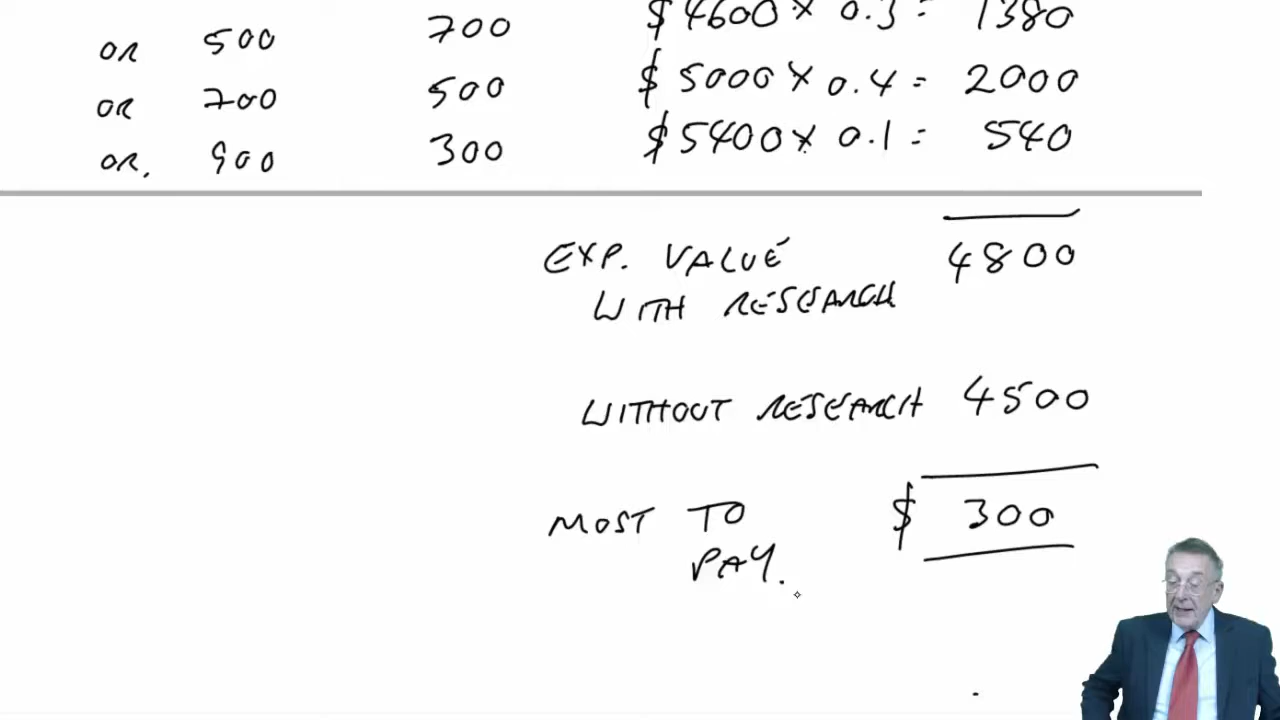 or 500 700 $4600 x 0.3 = 1380
or 700 500 $5000 x 0.4 = 2000
or. 900 300 $5400 x 0.1 = 540
EXP. VALUE 4800
WITH RESEARCH
WITHOUT RESEARCH 4500
MOST TO $ 300
PAY.